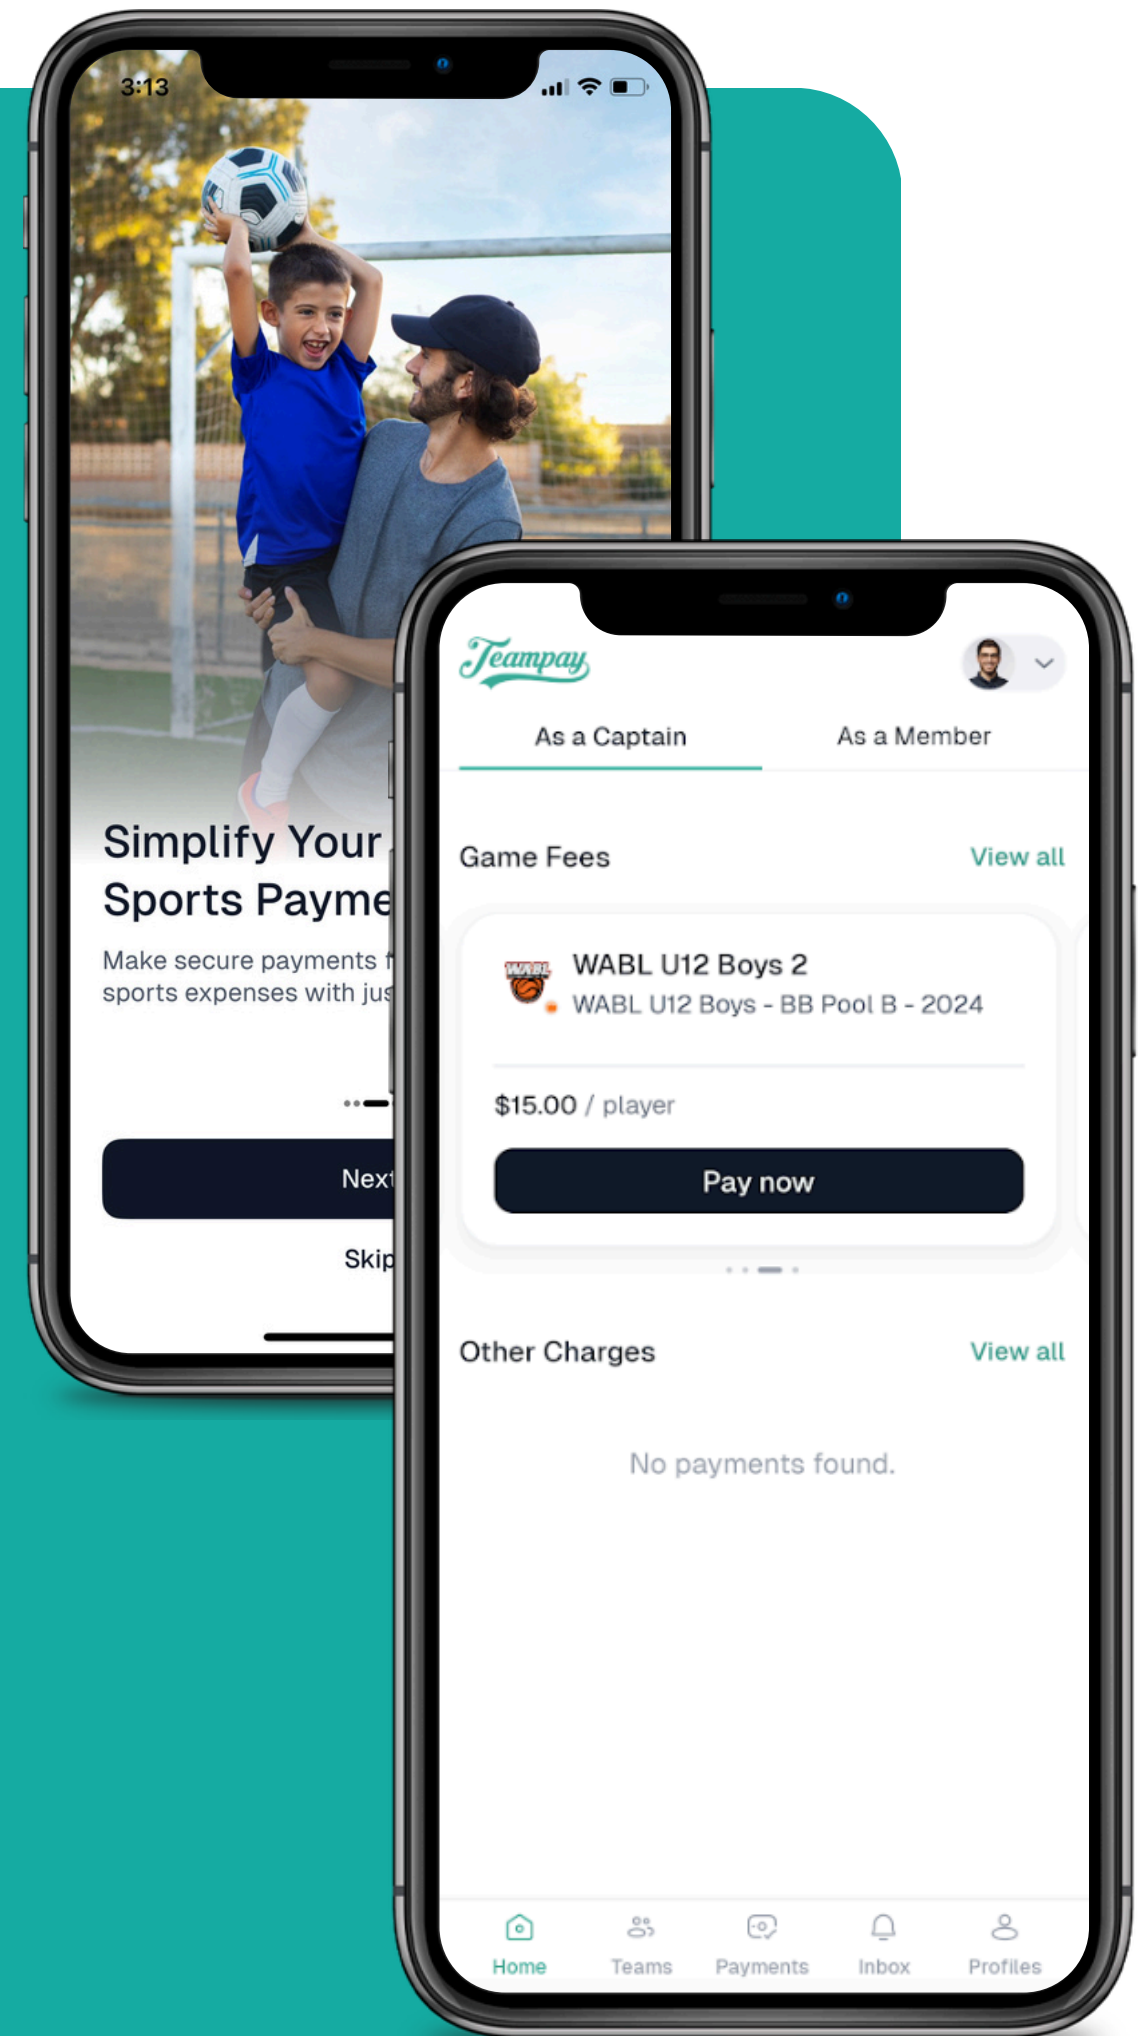 3:13
Simplify Your
Sports Payme
Make secure payments f
sports expenses with jus
Next
Skip
Teampay
As a Captain
As a Member
Game Fees
View all
WABL
WABL U12 Boys 2
WABL U12 Boys - BB Pool B - 2024
$15.00 / player
Pay now
Other Charges
View all
No payments found.
Home
Teams
Payments
Inbox
Profiles